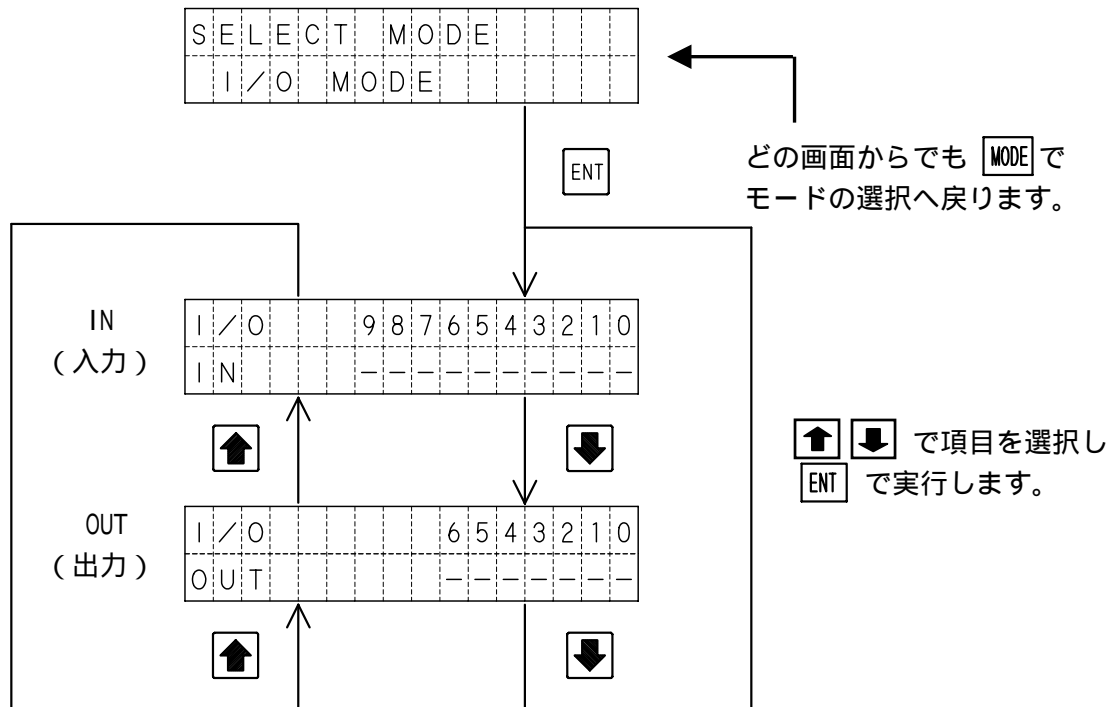 SELECT MODE
I/O MODE
ENT
どの画面からでも MODE で
モードの選択へ戻ります。
IN
(入力)
I/O 9876543210
IN ----------
で項目を選択し
ENT で実行します。
OUT
(出力)
I/O 6543210
OUT -------